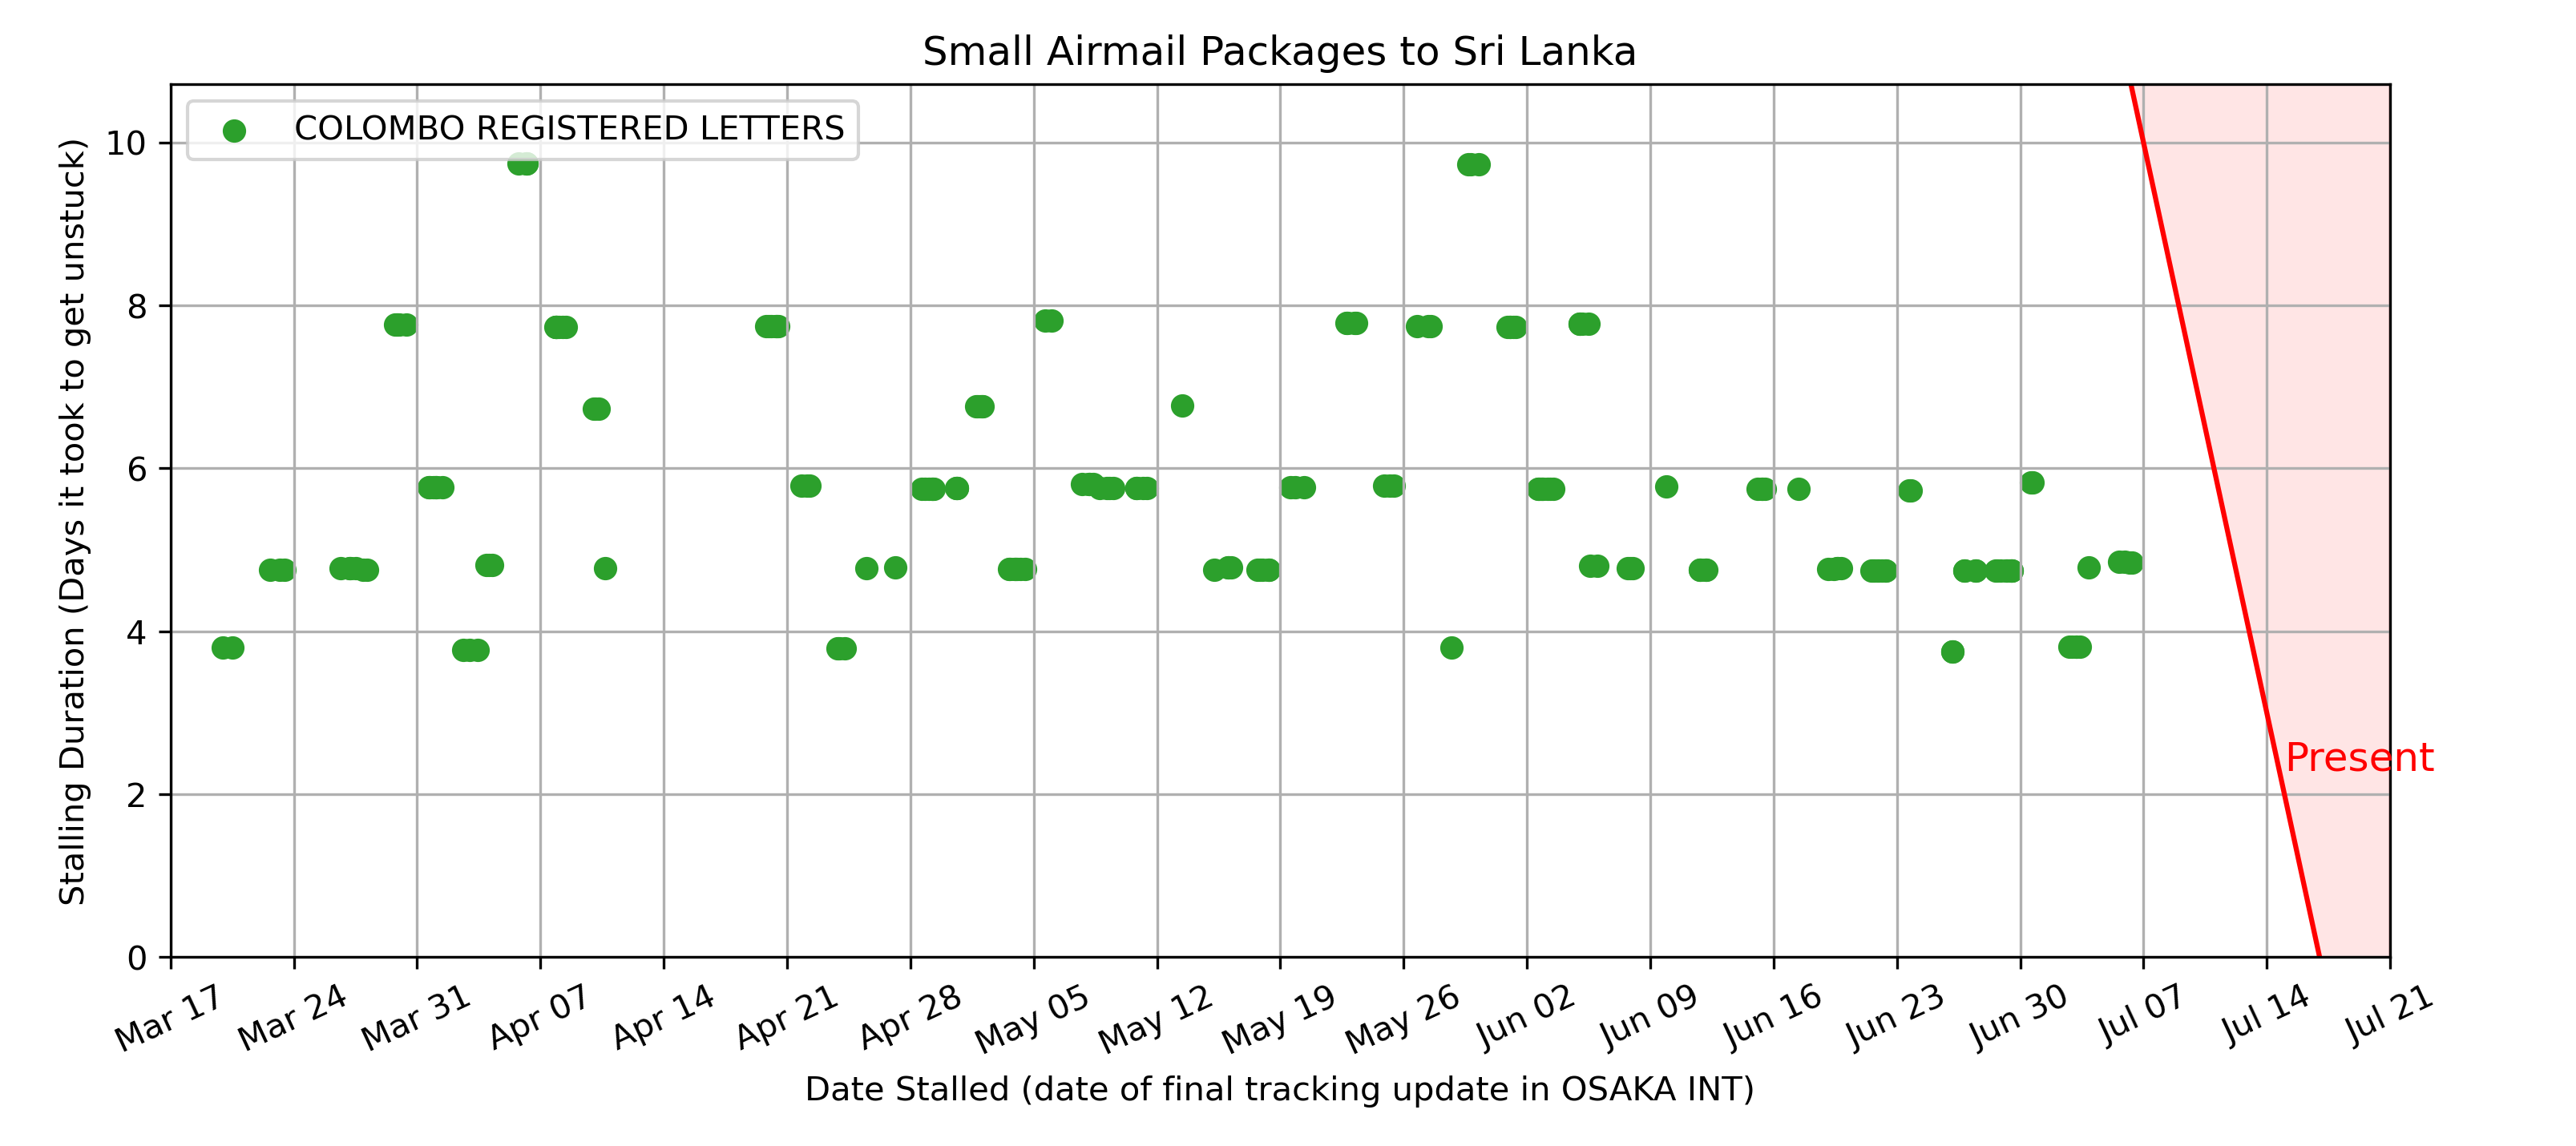 Small Airmail Packages to Sri Lanka
COLOMBO REGISTERED LETTERS
Stalling Duration (Days it took to get unstuck)
10
8
6
4
2
0
Present
Mar 17
Mar 24
Mar 31
Apr 07
Apr 14
Apr 21
Apr 28
May 05
May 12
May 19
May 26
Jun 02
Jun 09
Jun 16
Jun 23
Jun 30
Jul 07
Jul 14
Jul 21
Date Stalled (date of final tracking update in OSAKA INT)